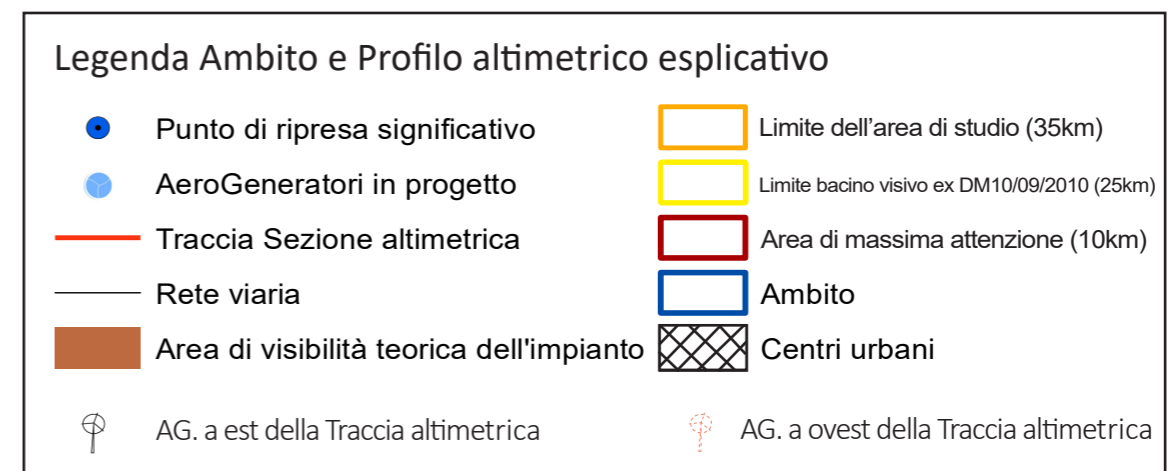 Legenda Ambito e Profilo altimetrico esplicativo
Punto di ripresa significativo
AeroGeneratori in progetto
Traccia Sezione altimetrica
Rete viaria
Area di visibilità teorica dell'impianto
AG. a est della Traccia altimetrica
Limite dell’area di studio (35km)
Limite bacino visivo ex DM10/09/2010 (25km)
Area di massima attenzione (10km)
Ambito
Centri urbani
AG. a ovest della Traccia altimetrica